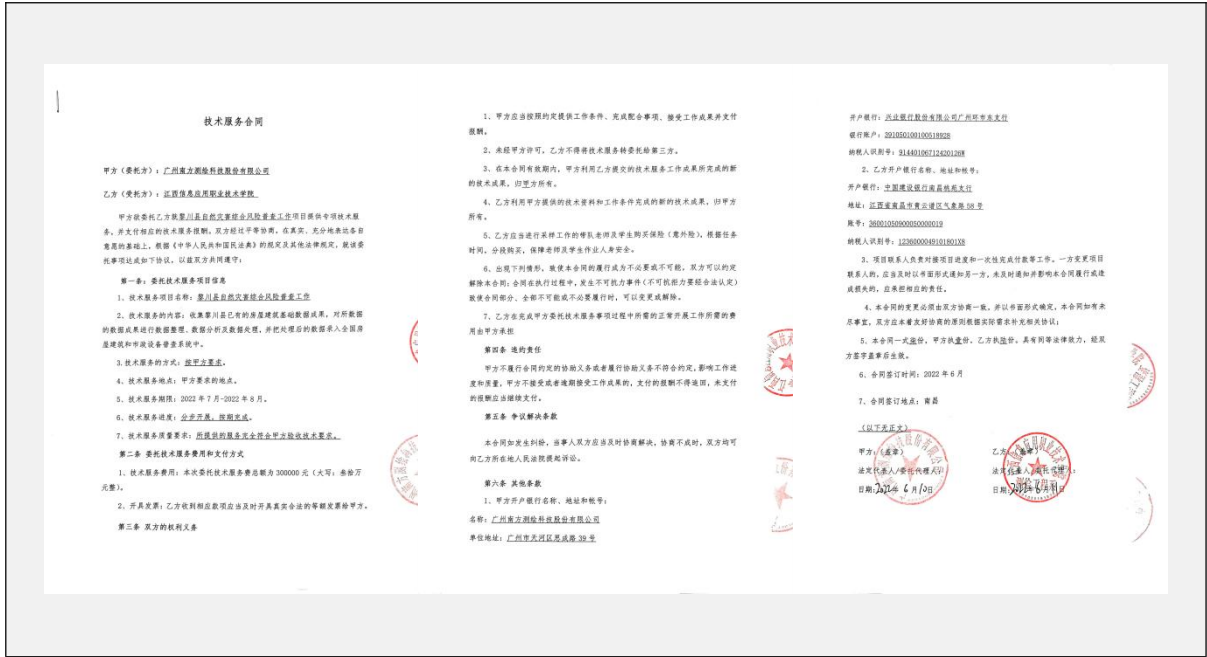 技术服务合同
甲方（委托方）：广州南方测绘科技股份有限公司
乙方（受托方）：江西信息应用职业技术学院
甲方欲委托乙方就黎川县自然灾害综合风险普查工作项目提供专项技术服
务，并支付相应的技术服务报酬。双方经过平等协商，在真实、充分地表达各自
意愿的基础上，根据《中华人民共和国民法典》的规定及其他法律规定，就该委
托事项达成如下协议，以兹双方共同遵守：
第一条：委托技术服务项目信息
1、技术服务项目名称：黎川县自然灾害综合风险普查工作
2、技术服务的内容：收集黎川县已有的房屋建筑基础数据成果，对所数据
的数据成果进行数据整理、数据分析及数据处理，并把处理后的数据录入全国房
屋建筑和市政设备普查系统中。
3.技术服务的方式：按甲方要求。
4、技术服务地点：甲方要求的地点。
5、技术服务期限：2022年7月-2022年8月。
6、技术服务进度：分步开展，按期完成。
7、技术服务质量要求：所提供的服务完全符合甲方验收技术要求。
第二条 委托技术服务费用和支付方式
1、技术服务费用：本次委托技术服务费总额为300000元（大写：叁拾万
元整）。
2、开具发票：乙方收到相应款项应当及时开具真实合法的等额发票给甲方。
第三条 双方的权利义务
1、甲方应当按照约定提供工作条件、完成配合事项、接受工作成果并支付
报酬。
2、未经甲方许可，乙方不得将技术服务转委托给第三方。
3、在本合同有效期内，甲方利用乙方提交的技术服务工作成果所完成的新
的技术成果，归甲方所有。
4、乙方利用甲方提供的技术资料和工作条件完成的新的技术成果，归甲方
所有。
5、乙方应当进行采样工作的带队老师及学生购买保险（意外险），根据任务
时间，分段购买，保障老师及学生作业人身安全。
6、出现下列情形，致使本合同的履行成为不必要或不可能，双方可以约定
解除本合同：合同在执行过程中，发生不可抗力事件（不可抗拒力要经合法认定）
致使合同部分、全部不可能或不必要履行时，可以变更或解除。
7、乙方在完成甲方委托技术服务事项过程中所需的正常开展工作所需的费
用由甲方承担
第四条 违约责任
甲方不履行合同约定的协助义务或者履行协助义务不符合约定，影响工作进
度和质量，甲方不接受或者逾期接受工作成果的，支付的报酬不得追回，未支付
的报酬应当继续支付。
第五条 争议解决条款
本合同如发生纠纷，当事人双方应当及时协商解决，协商不成时，双方均可
向乙方所在地人民法院提起诉讼。
第六条 其他条款
1、甲方开户银行名称、地址和帐号：
名称：广州南方测绘科技股份有限公司
单位地址：广州市天河区思成路39号
开户银行：兴业银行股份有限公司广州环市东支行
银行账户：391050100100518928
纳税人识别号：91440106712420126W
2、乙方开户银行名称、地址和帐号：
开户银行：中国建设银行南昌桃苑支行
地址：江西省南昌市青云谱区气象路58号
账号：36001050900050000019
纳税人识别号：1236000049101801X8
3、项目联系人负责对接项目进度和一次性完成付款等工作。一方变更项目
联系人的，应当及时以书面形式通知另一方，未及时通知并影响本合同履行或造
成损失的，应承担相应的责任。
4、本合同的变更必须由双方协商一致，并以书面形式确定，本合同如有未
尽事宜，双方应本着友好协商的原则根据实际需求补充相关协议；
5、本合同一式叁份，甲方执壹份，乙方执份，具有同等法律效力，经双
方签字盖章后生效。
6、合同签订时间：2022年6月
7、合同签订地点：南昌
（以下无正文）
甲方：（盖章） 乙方：（盖章）
法定代表人/委托代理人： 法定代表人/委托代理人：
日期：2022年6月10日 日期：2022年6月日